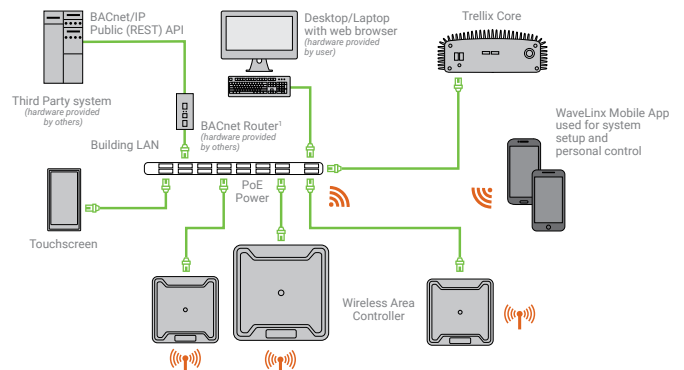 BACnet/IP
Public (REST) API
Desktop/Laptop
with web browser
(hardware provided
by user)
Trellix Core
Third Party system
(hardware provided
by others)
BACnet Router1
(hardware provided
by others)
Building LAN
WaveLinx Mobile App
used for system
setup and
personal control
PoE
Power
Touchscreen
Wireless Area
Controller